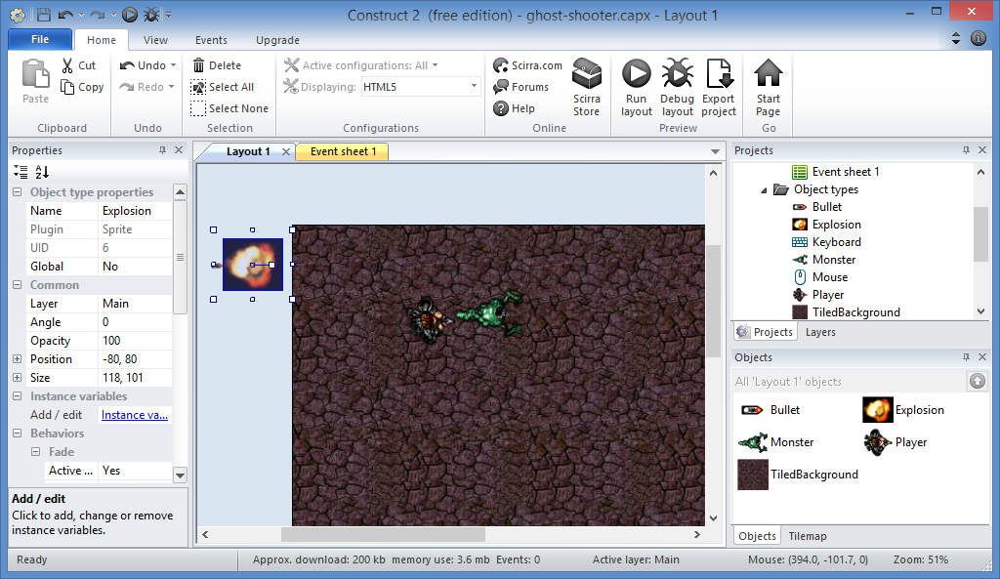 Construct 2 (free edition) - ghost-shooter.capx - Layout 1
File Home View Events Upgrade
Paste
Cut
Copy
Clipboard
Undo
Redo
Undo
Delete
Select All
Select None
Selection
Active configurations: All
Displaying: HTML5
Configurations
Scirra.com
Forums
Help
Scirra
Store
Online
Run
layout
Debug
layout
Export
project
Preview
Start
Page
Go
Properties
Object type properties
Name Explosion
Plugin Sprite
UID 6
Global No
Common
Layer Main
Angle 0
Opacity 100
Position -80, 80
Size 118, 101
Instance variables
Add / edit Instance va...
Behaviors
Fade
Active ... Yes
Add / edit
Click to add, change or remove
instance variables.
Layout 1 Event sheet 1
Projects
Event sheet 1
Object types
Bullet
Explosion
Keyboard
Monster
Mouse
Player
TiledBackground
Projects Layers
Objects
All 'Layout 1' objects
Bullet Explosion
Monster Player
TiledBackground
Objects Tilemap
Ready Approx. download: 200 kb memory use: 3.6 mb Events: 0 Active layer: Main Mouse: (394.0, -101.7, 0) Zoom: 51%